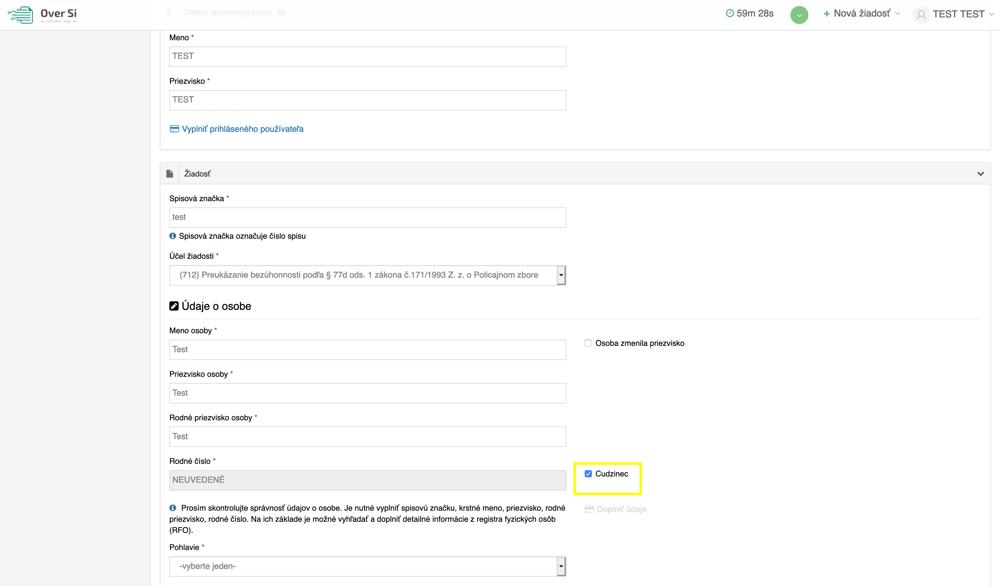 Over Si
Centrálne údaje
Detaily oprávnenej osoby
59m 28s
Nová žiadosť
TEST TEST
Meno *
TEST
Priezvisko *
TEST
Vyplniť prihláseného používateľa
Žiadosť
Spisová značka *
test
Spisová značka označuje číslo spisu
Účel žiadosti *
(712) Preukázanie bezúhonnosti podľa § 77d ods. 1 zákona č.171/1993 Z. z. o Policajnom zbore
Údaje o osobe
Meno osoby *
Test
Osoba zmenila priezvisko
Priezvisko osoby *
Test
Rodné priezvisko osoby *
Test
Rodné číslo *
NEUVEDENÉ
Cudzinec
Prosím skontrolujte správnosť údajov o osobe. Je nutné vyplniť spisovú značku, krstné meno, priezvisko, rodné
priezvisko, rodné číslo. Na ich základe je možné vyhľadať a doplniť detailné informácie z registra fyzických osôb
(RFO).
Doplniť údaje
Pohlavie *
-vyberte jeden-